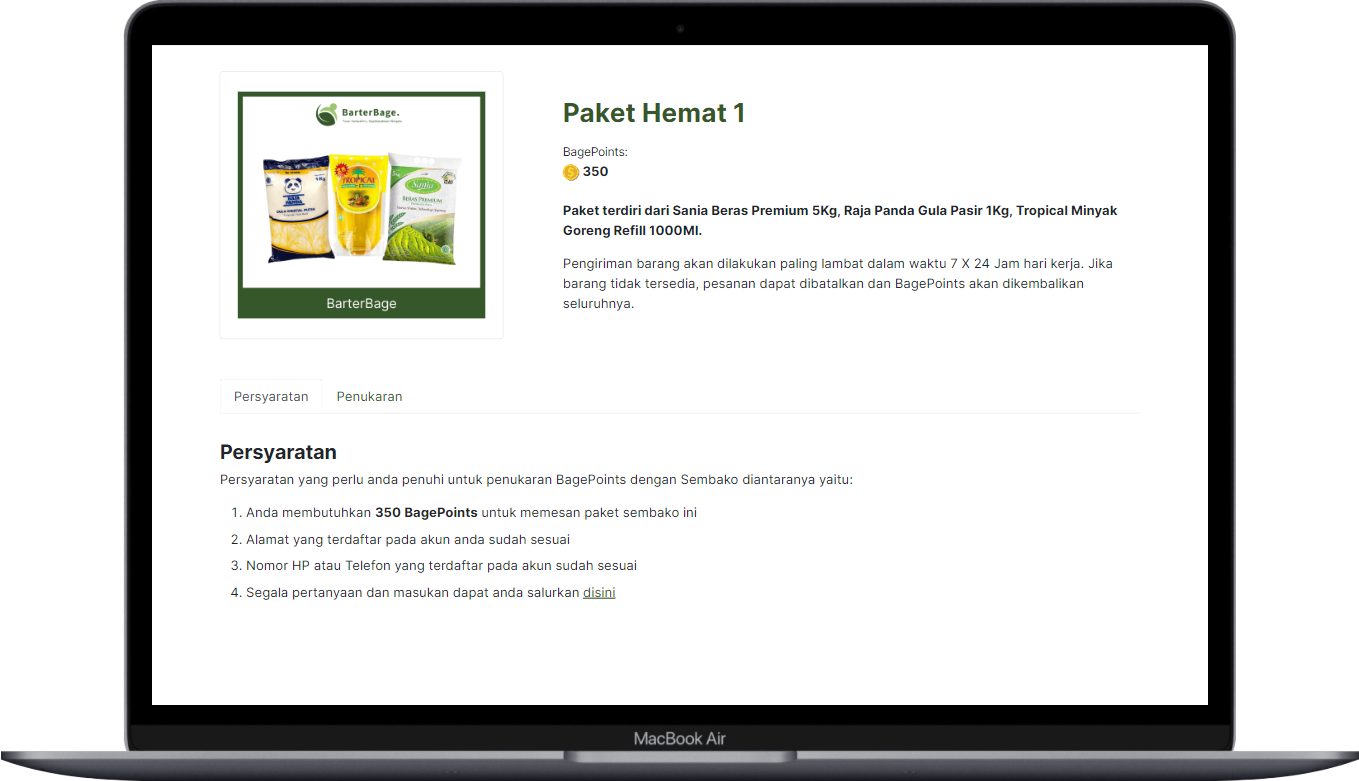 BarterBage.
RAJA
PANDA
GULA KRISTAL PUTIH
TROPICAL
Sania
BERAS PREMIUM
BarterBage
Paket Hemat 1
BagePoints:
350
Paket terdiri dari Sania Beras Premium 5Kg, Raja Panda Gula Pasir 1Kg, Tropical Minyak
Goreng Refill 1000Ml.
Pengiriman barang akan dilakukan paling lambat dalam waktu 7 X 24 Jam hari kerja. Jika
barang tidak tersedia, pesanan dapat dibatalkan dan BagePoints akan dikembalikan
seluruhnya.
Persyaratan
Penukaran
Persyaratan
Persyaratan yang perlu anda penuhi untuk penukaran BagePoints dengan Sembako diantaranya yaitu:
1. Anda membutuhkan 350 BagePoints untuk memesan paket sembako ini
2. Alamat yang terdaftar pada akun anda sudah sesuai
3. Nomor HP atau Telefon yang terdaftar pada akun sudah sesuai
4. Segala pertanyaan dan masukan dapat anda salurkan disini
MacBook Air